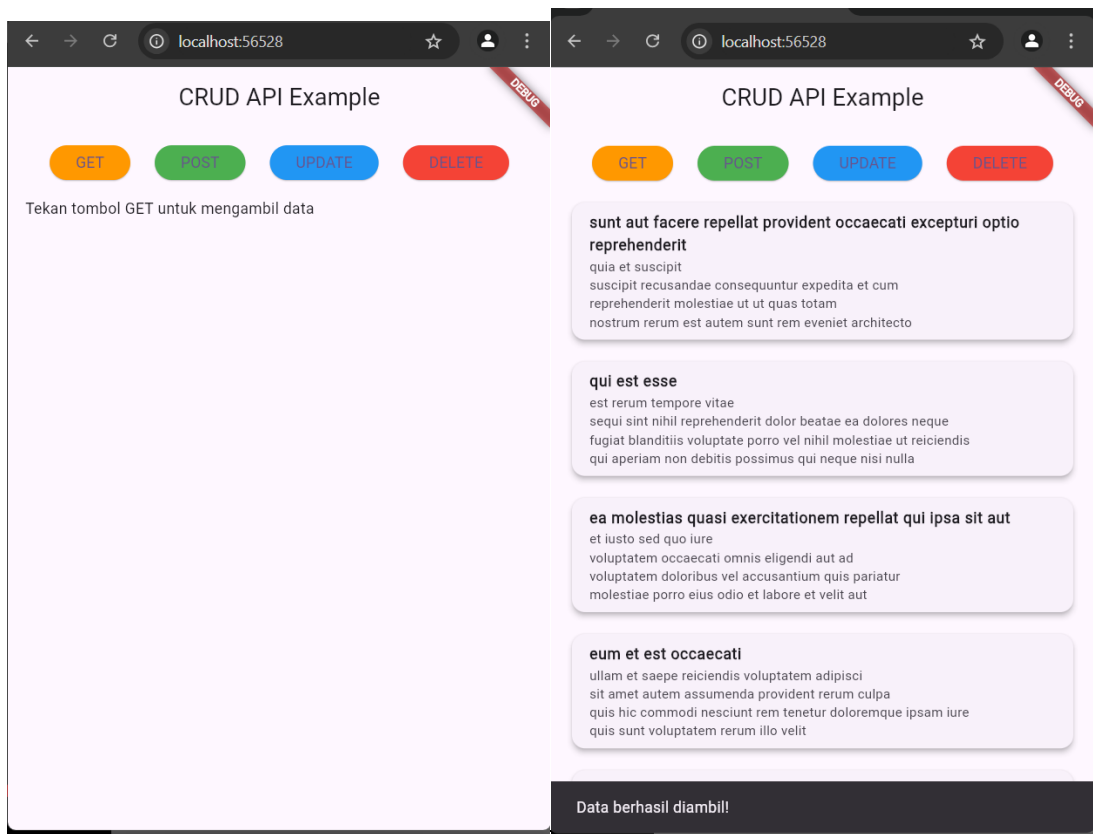 localhost:56528
DEBUG
CRUD API Example
GET
POST
UPDATE
DELETE
Tekan tombol GET untuk mengambil data
localhost:56528
DEBUG
CRUD API Example
GET
POST
UPDATE
DELETE
sunt aut facere repellat provident occaecati excepturi optio
reprehenderit
quia et suscipit
suscipit recusandae consequuntur expedita et cum
reprehenderit molestiae ut ut quas totam
nostrum rerum est autem sunt rem eveniet architecto
qui est esse
est rerum tempore vitae
sequi sint nihil reprehenderit dolor beatae ea dolores neque
fugiat blanditiis voluptate porro vel nihil molestiae ut reiciendis
qui aperiam non debitis possimus qui neque nisi nulla
ea molestias quasi exercitationem repellat qui ipsa sit aut
et iusto sed quo iure
voluptatem occaecati omnis eligendi aut ad
voluptatem doloribus vel accusantium quis pariatur
molestiae porro eius odio et labore et velit aut
eum et est occaecati
ullam et saepe reiciendis voluptatem adipisci
sit amet autem assumenda provident rerum culpa
quis hic commodi nesciunt rem tenetur doloremque ipsam iure
quis sunt voluptatem rerum illo velit
Data berhasil diambil!